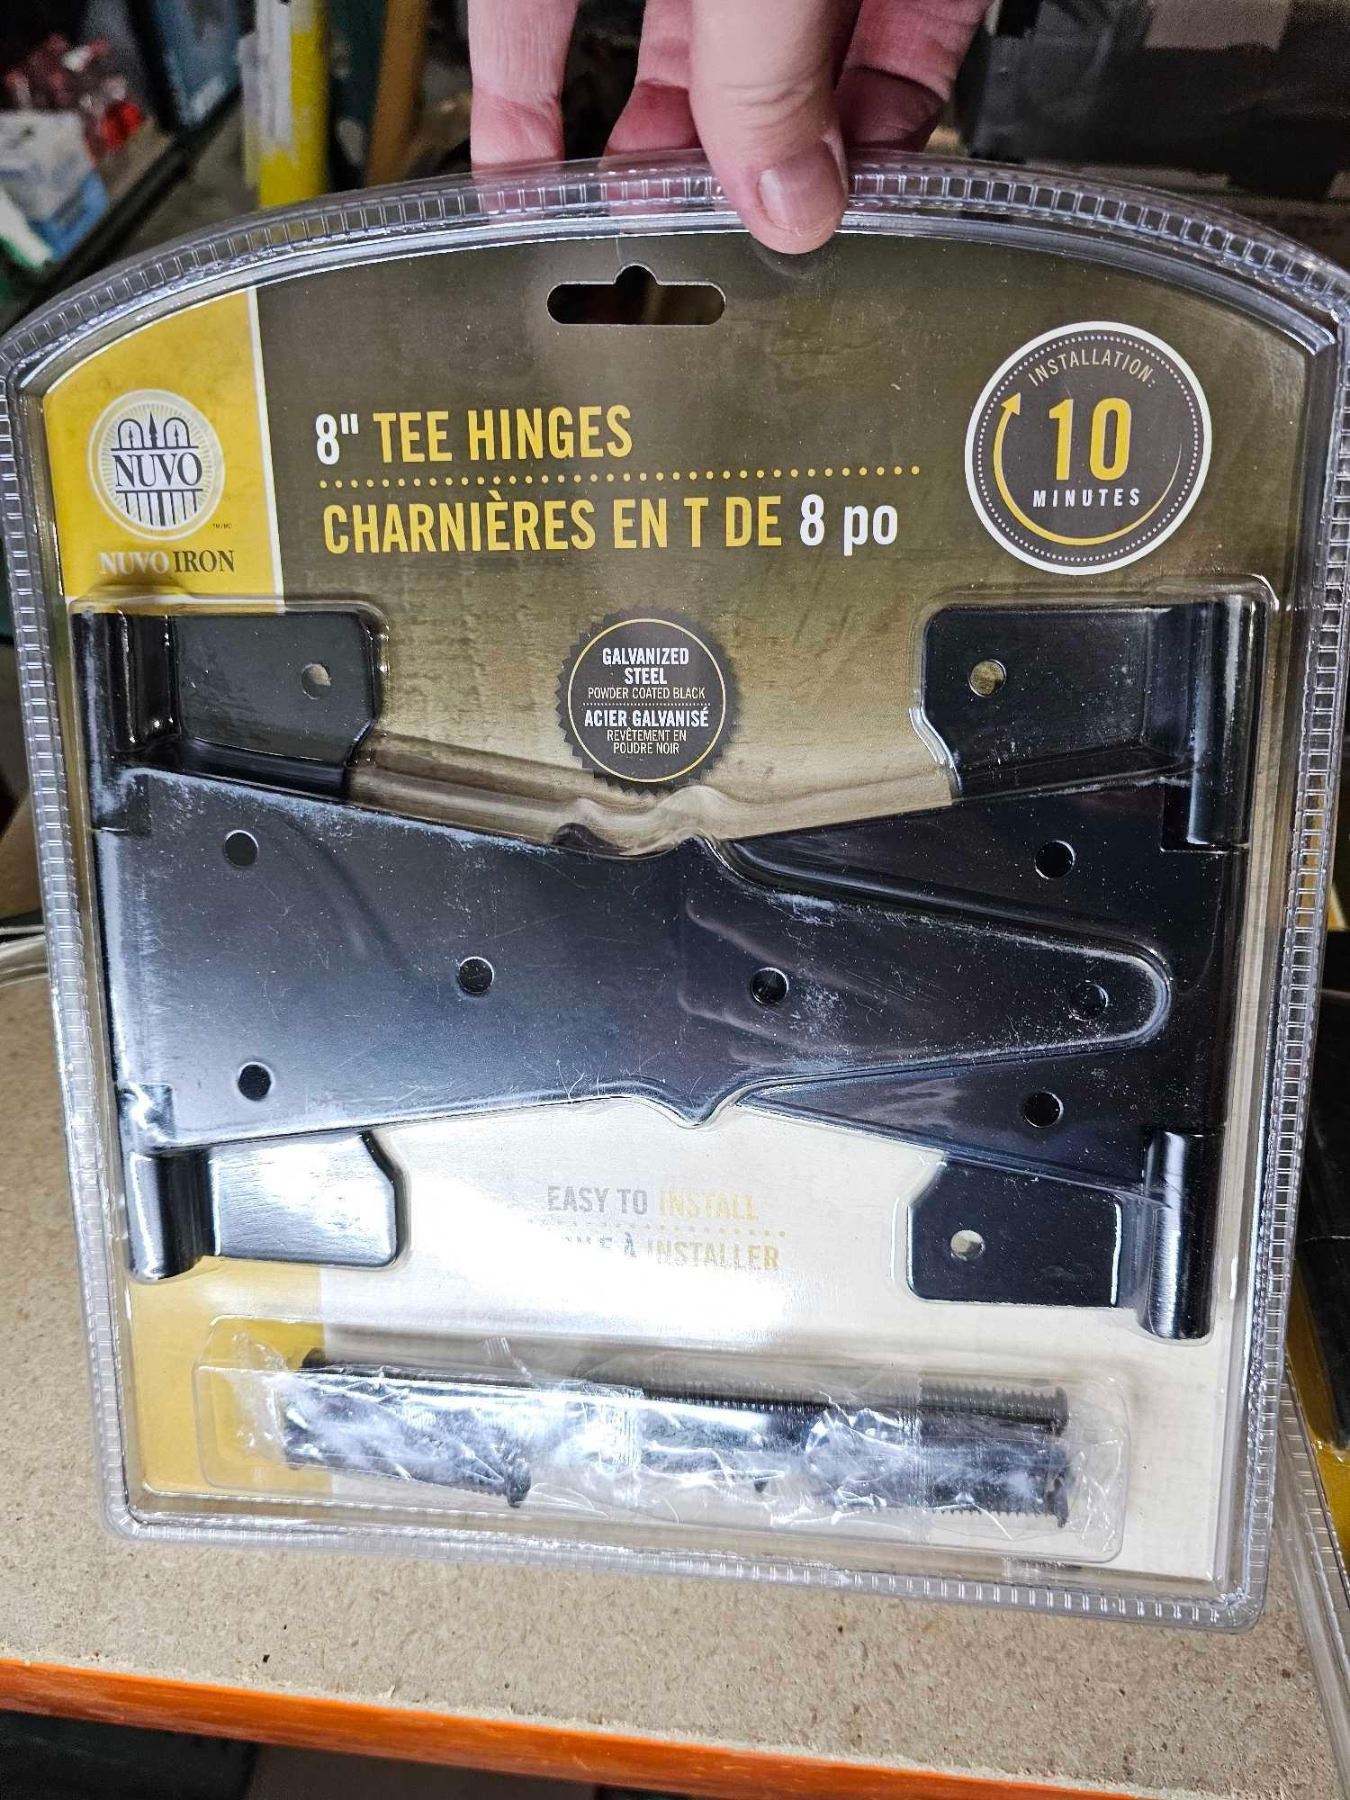 8" TEE HINGES
CHARNIÈRES EN T DE 8 po
INSTALLATION:
10
MINUTES
NUVO
TM/MC
NUVO IRON
GALVANIZED
STEEL
POWDER COATED BLACK
ACIER GALVANISÉ
REVÊTEMENT EN
POUDRE NOIR
EASY TO INSTALL
À INSTALLER